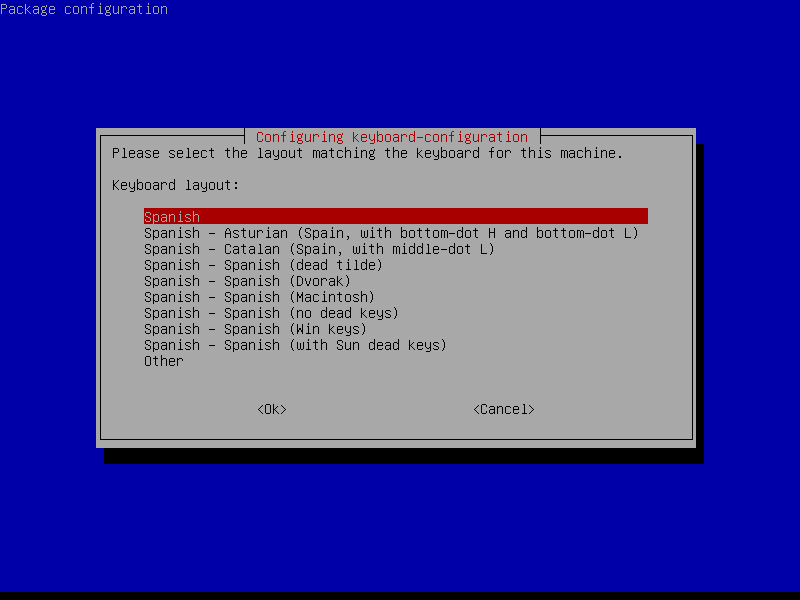 Package configuration
Configuring keyboard-configuration
Please select the layout matching the keyboard for this machine.
Keyboard layout:
Spanish
Spanish - Asturian (Spain, with bottom-dot H and bottom-dot L)
Spanish - Catalan (Spain, with middle-dot L)
Spanish - Spanish (dead tilde)
Spanish - Spanish (Dvorak)
Spanish - Spanish (Macintosh)
Spanish - Spanish (no dead keys)
Spanish - Spanish (Win keys)
Spanish - Spanish (with Sun dead keys)
Other
<Ok> <Cancel>